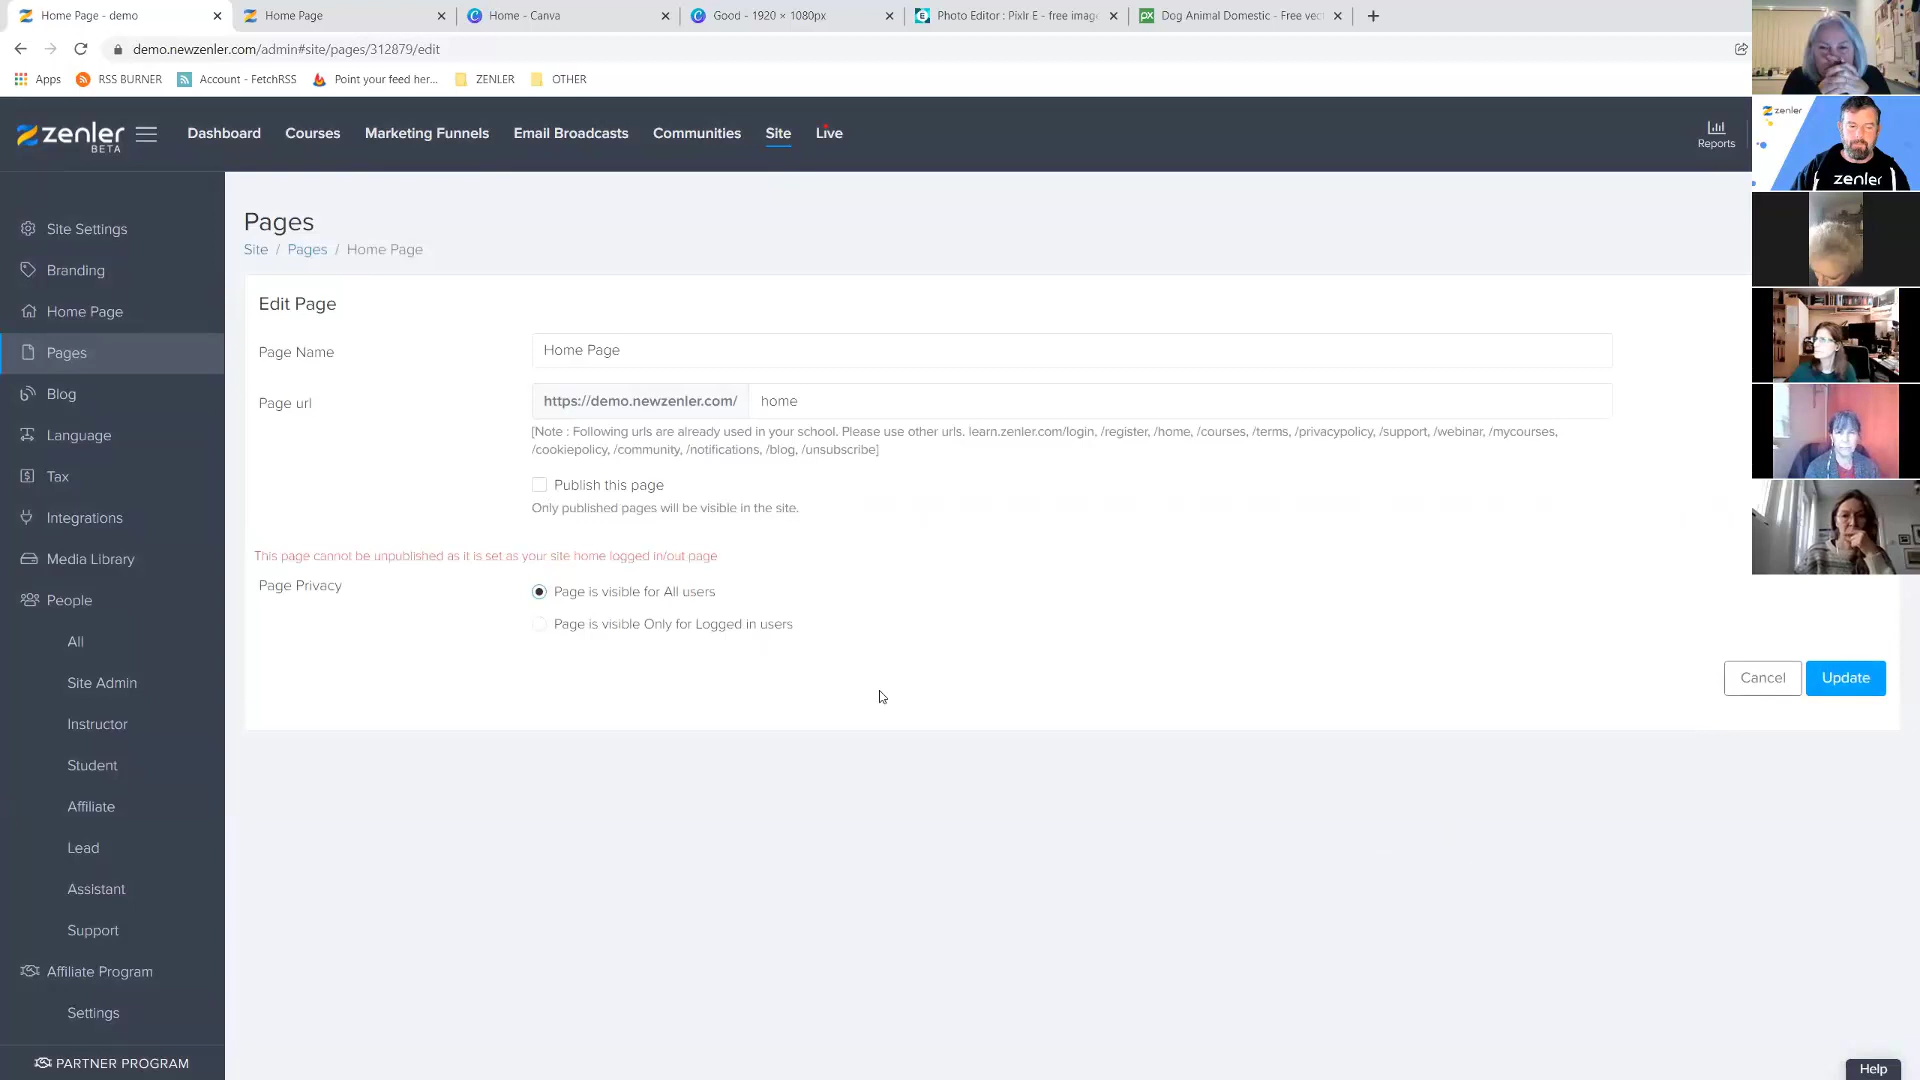 Home Page - demo
Home Page
Home - Canva
Good - 1920 × 1080px
Photo Editor : Pixlr E - free imag
Dog Animal Domestic - Free vect
demo.newzenler.com/admin#site/pages/312879/edit
Apps
RSS BURNER
Account - FetchRSS
Point your feed her...
ZENLER
OTHER
zenler
BETA
Dashboard
Courses
Marketing Funnels
Email Broadcasts
Communities
Site
Live
Reports
zenler
zenler
Site Settings
Branding
Home Page
Pages
Blog
Language
Tax
Integrations
Media Library
People
All
Site Admin
Instructor
Student
Affiliate
Lead
Assistant
Support
Affiliate Program
Settings
PARTNER PROGRAM
Pages
Site / Pages / Home Page
Edit Page
Page Name
Home Page
Page url
https://demo.newzenler.com/
home
[Note : Following urls are already used in your school. Please use other urls. learn.zenler.com/login, /register, /home, /courses, /terms, /privacypolicy, /support, /webinar, /mycourses,
/cookiepolicy, /community, /notifications, /blog, /unsubscribe]
Publish this page
Only published pages will be visible in the site.
This page cannot be unpublished as it is set as your site home logged in/out page
Page Privacy
Page is visible for All users
Page is visible Only for Logged in users
Cancel
Update
Help